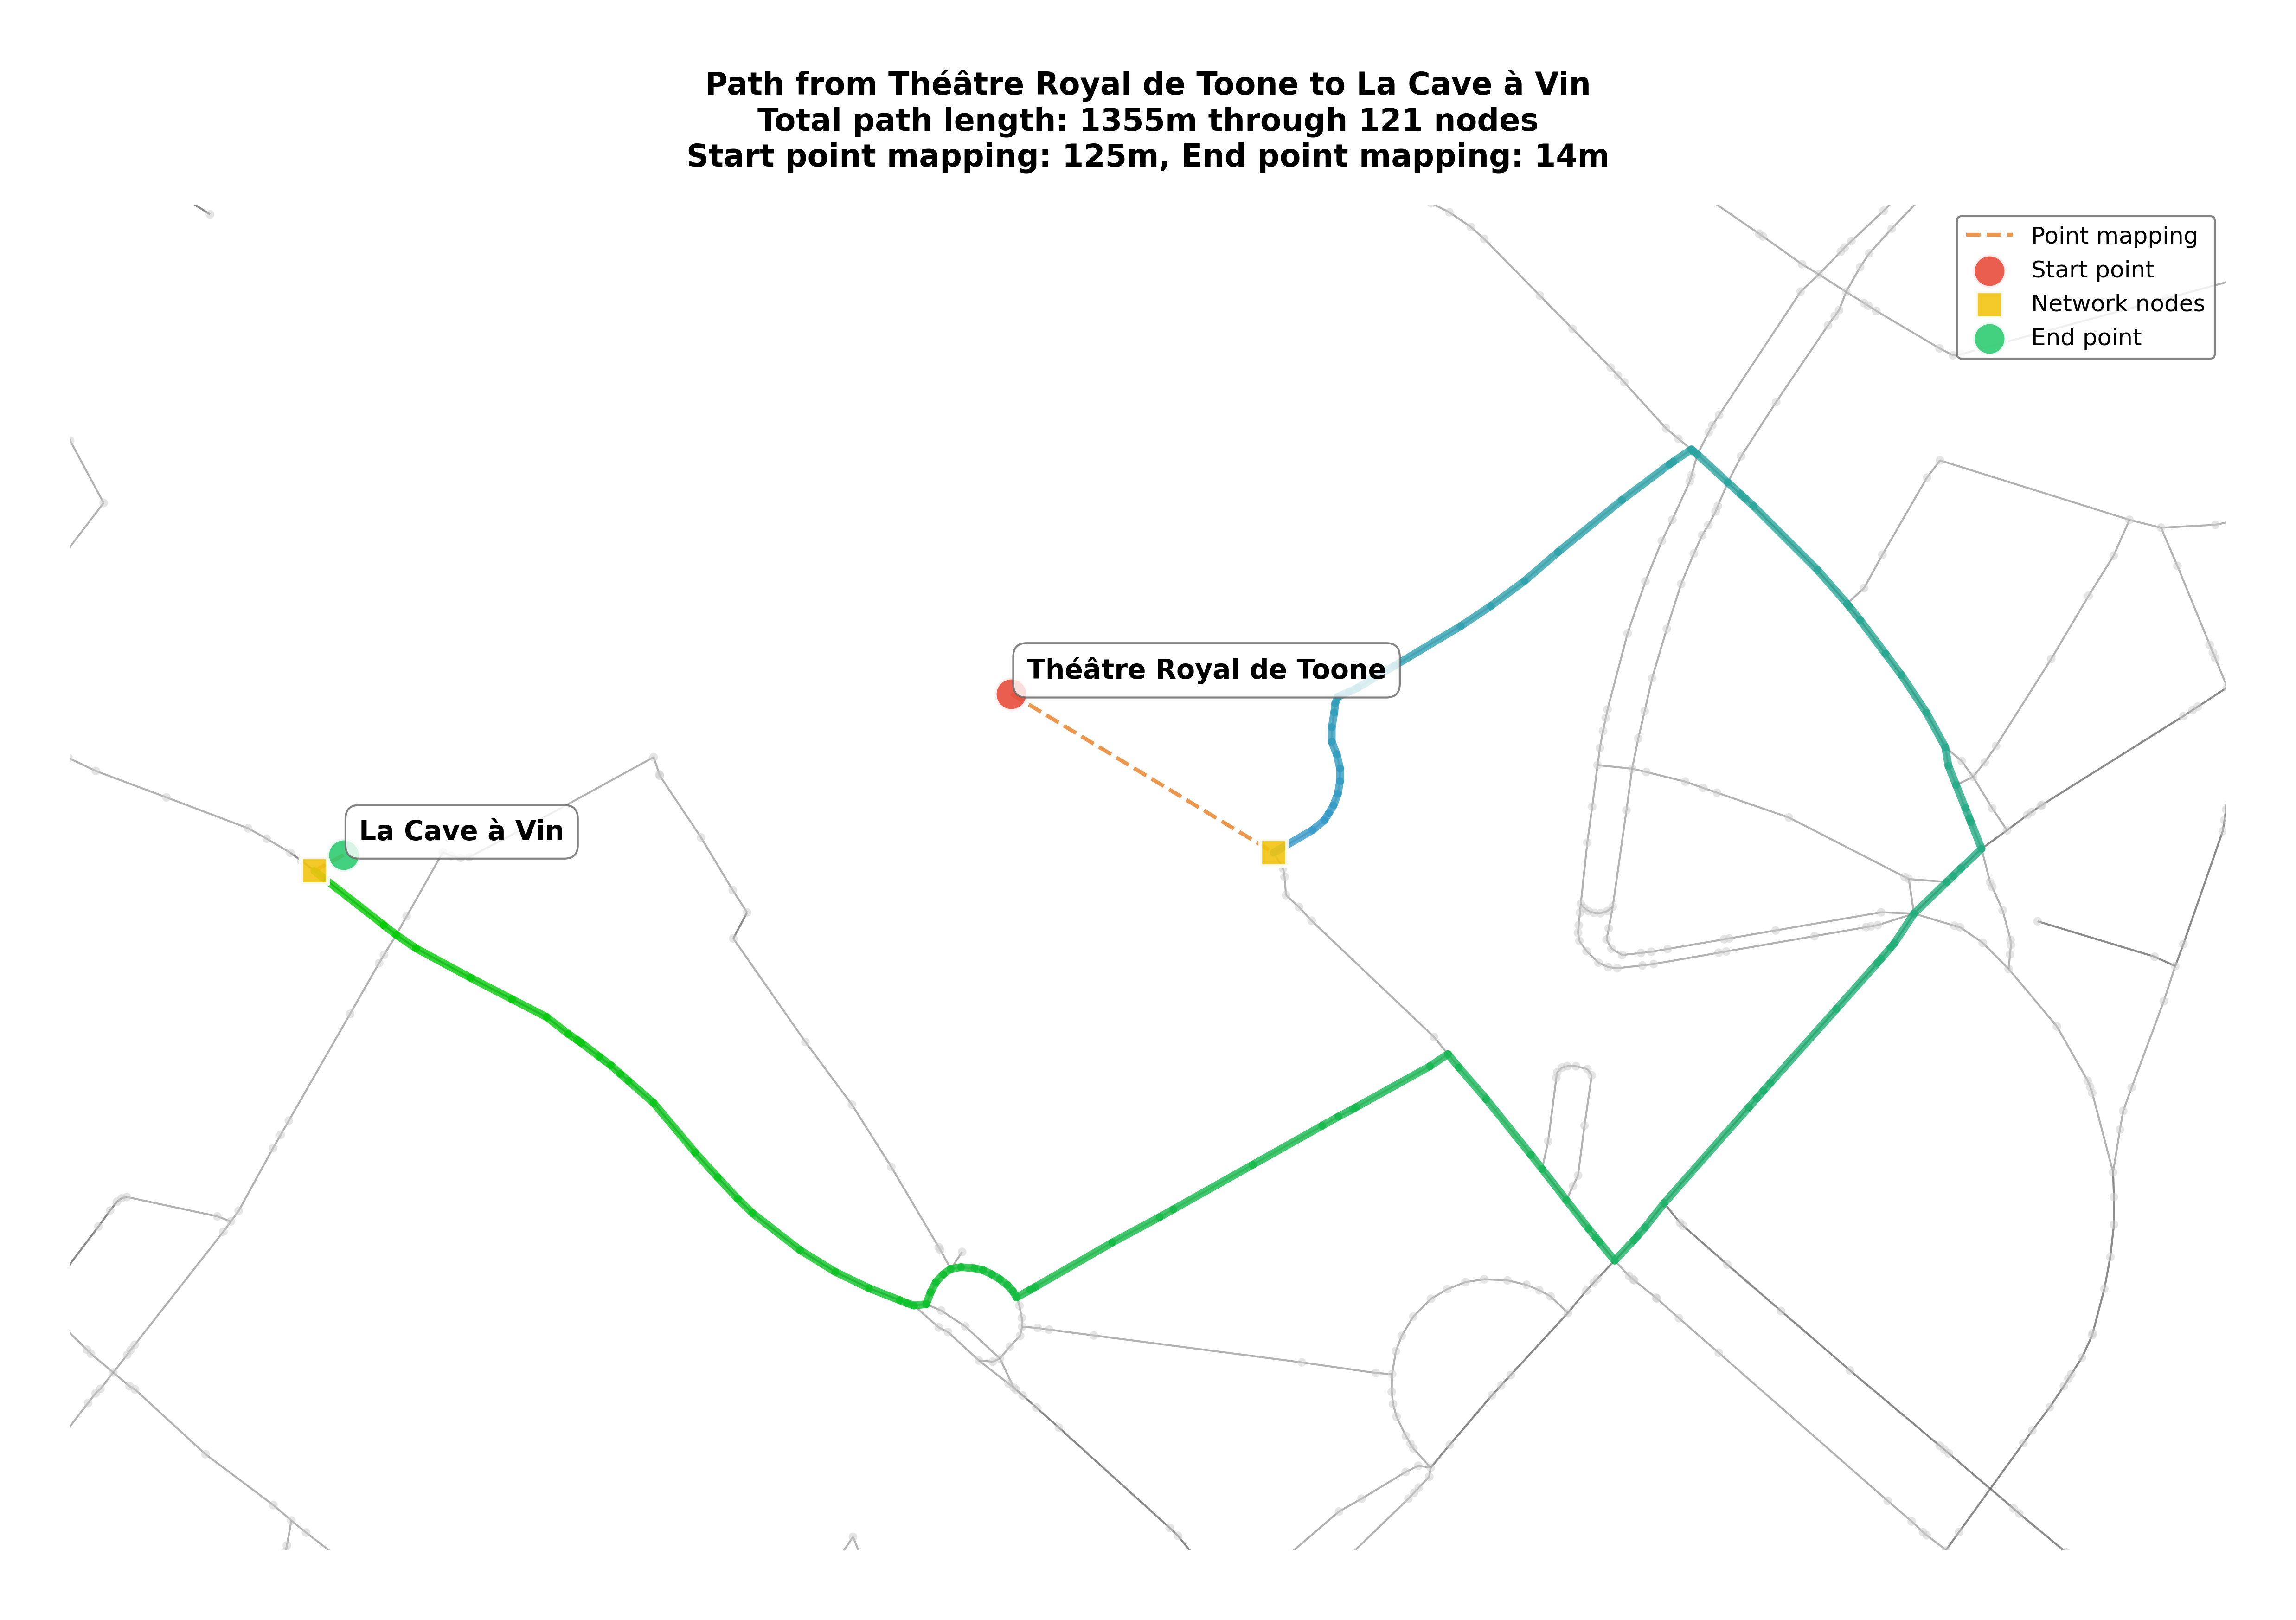 Path from Théâtre Royal de Toone to La Cave à Vin
Total path length: 1355m through 121 nodes
Start point mapping: 125m, End point mapping: 14m
Point mapping
Start point
Network nodes
End point
Théâtre Royal de Toone
La Cave à Vin